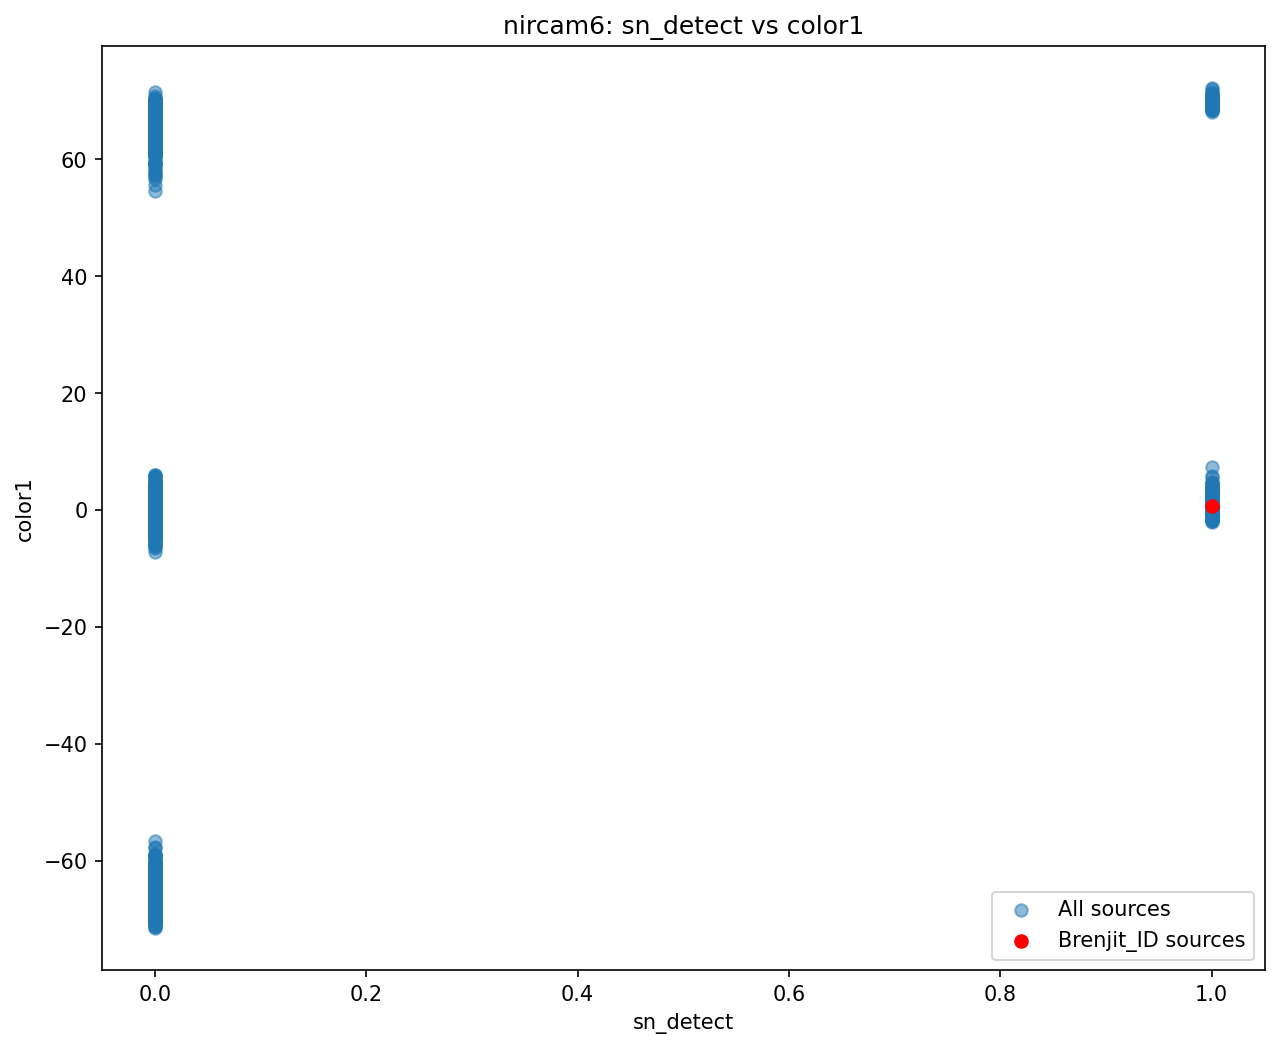 nircam6: sn_detect vs color1
color1
60
40
20
0
−20
−40
−60
0.0
0.2
0.4
0.6
0.8
1.0
sn_detect
All sources
Brenjit_ID sources